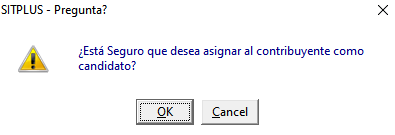 SITPLUS - Pregunta?
¿Está Seguro que desea asignar al contribuyente como
candidato?
OK
Cancel